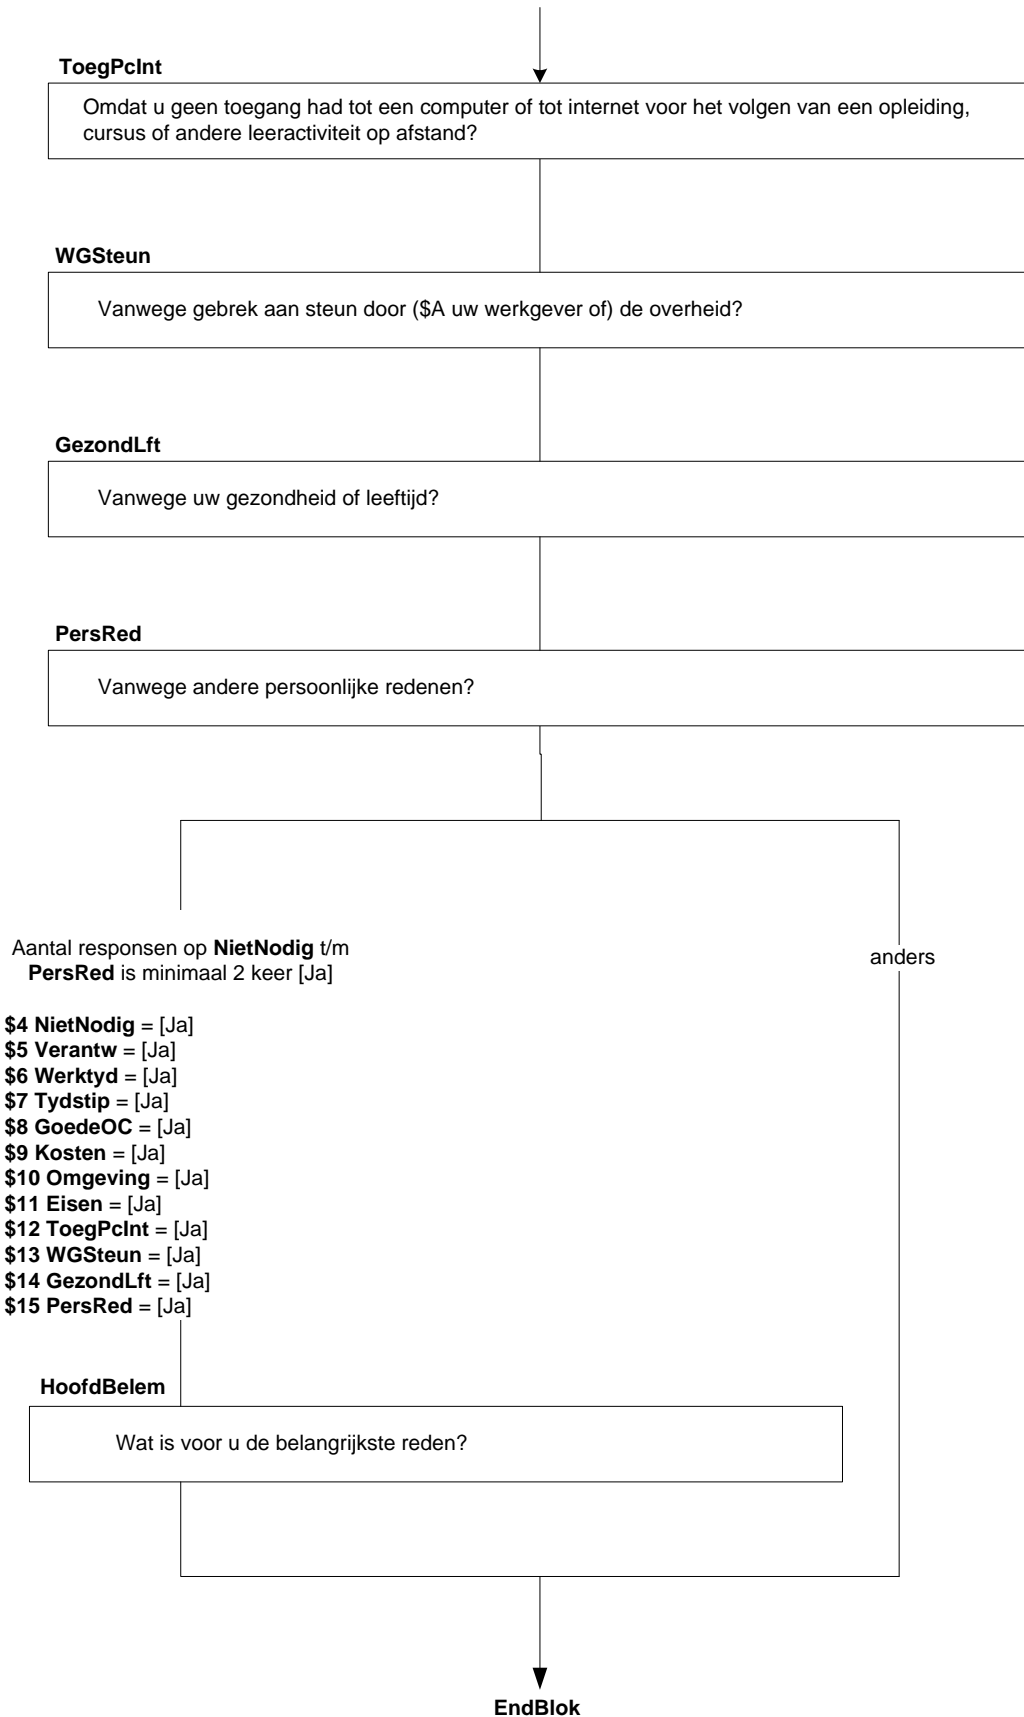 ToegPcInt
Omdat u geen toegang had tot een computer of tot internet voor het volgen van een opleiding,
cursus of andere leeractiviteit op afstand?
WGSteun
Vanwege gebrek aan steun door ($A uw werkgever of) de overheid?
GezondLft
Vanwege uw gezondheid of leeftijd?
PersRed
Vanwege andere persoonlijke redenen?
Aantal responsen op NietNodig t/m
PersRed is minimaal 2 keer [Ja]
anders
$4 NietNodig = [Ja]
$5 Verantw = [Ja]
$6 Werktyd = [Ja]
$7 Tydstip = [Ja]
$8 GoedeOC = [Ja]
$9 Kosten = [Ja]
$10 Omgeving = [Ja]
$11 Eisen = [Ja]
$12 ToegPcInt = [Ja]
$13 WGSteun = [Ja]
$14 GezondLft = [Ja]
$15 PersRed = [Ja]
HoofdBelem
Wat is voor u de belangrijkste reden?
EndBlok